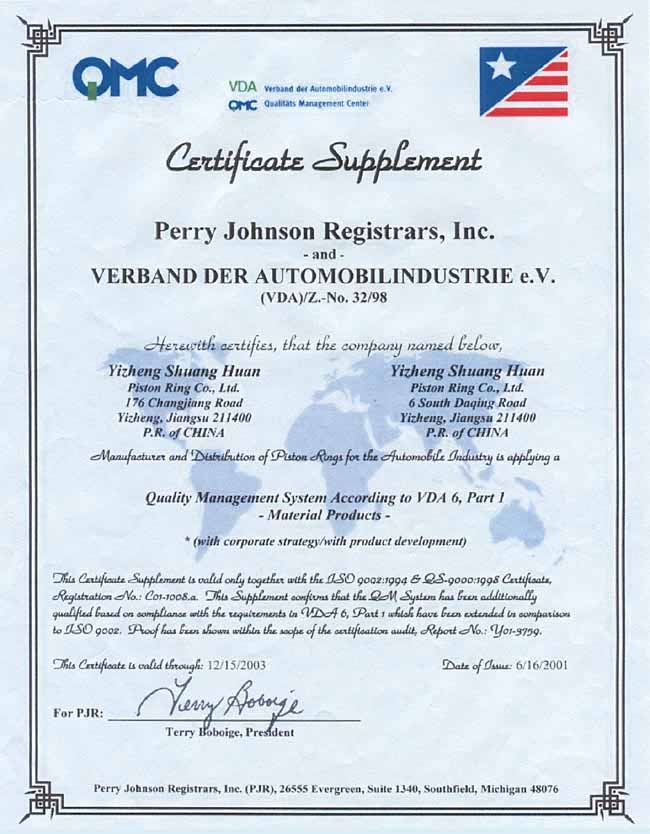 QMC
VDA Verband der Automobilindustrie e.V.
QMC Qualitäts Management Center
Certificate Supplement
Perry Johnson Registrars, Inc.
- and -
VERBAND DER AUTOMOBILINDUSTRIE e.V.
(VDA)/Z.-No. 32/98
Herewith certifies, that the company named below,
Yizheng Shuang Huan
Piston Ring Co., Ltd.
176 Changjiang Road
Yizheng, Jiangsu 211400
P.R. of CHINA
Yizheng Shuang Huan
Piston Ring Co., Ltd.
6 South Daqing Road
Yizheng, Jiangsu 211400
P.R. of CHINA
Manufacturer and Distribution of Piston Rings for the Automobile Industry is applying a
Quality Management System According to VDA 6, Part 1
- Material Products -
* (with corporate strategy/with product development)
This Certificate Supplement is valid only together with the ISO 9002:1994 & QS-9000:1998 Certificate,
Registration No.: C01-1008.a. This Supplement confirms that the QM System has been additionally
qualified based on compliance with the requirements in VDA 6, Part 1 which have been extended in comparison
to ISO 9002. Proof has been shown within the scope of the certification audit, Report No.: Y01-3759.
This Certificate is valid through: 12/15/2003
Date of Issue: 6/16/2001
Terry Boboige
For PJR:
Terry Boboige, President
Perry Johnson Registrars, Inc. (PJR), 26555 Evergreen, Suite 1340, Southfield, Michigan 48076